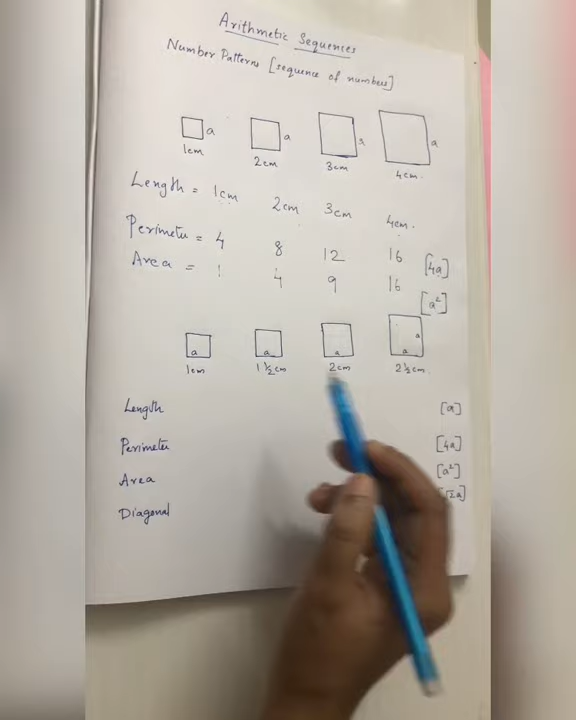 Arithmetic Sequences
Number Patterns [sequence of numbers]
a a a a
1cm 2cm 3cm 4cm.
Length = 1cm 2cm 3cm 4cm.
Perimeter = 4 8 12 16 [4a]
Area = 1 4 9 16 [a²]
a a a a a
1cm 1½cm 2cm 2½cm.
Length [a]
Perimeter [4a]
Area [a²]
Diagonal √2a]